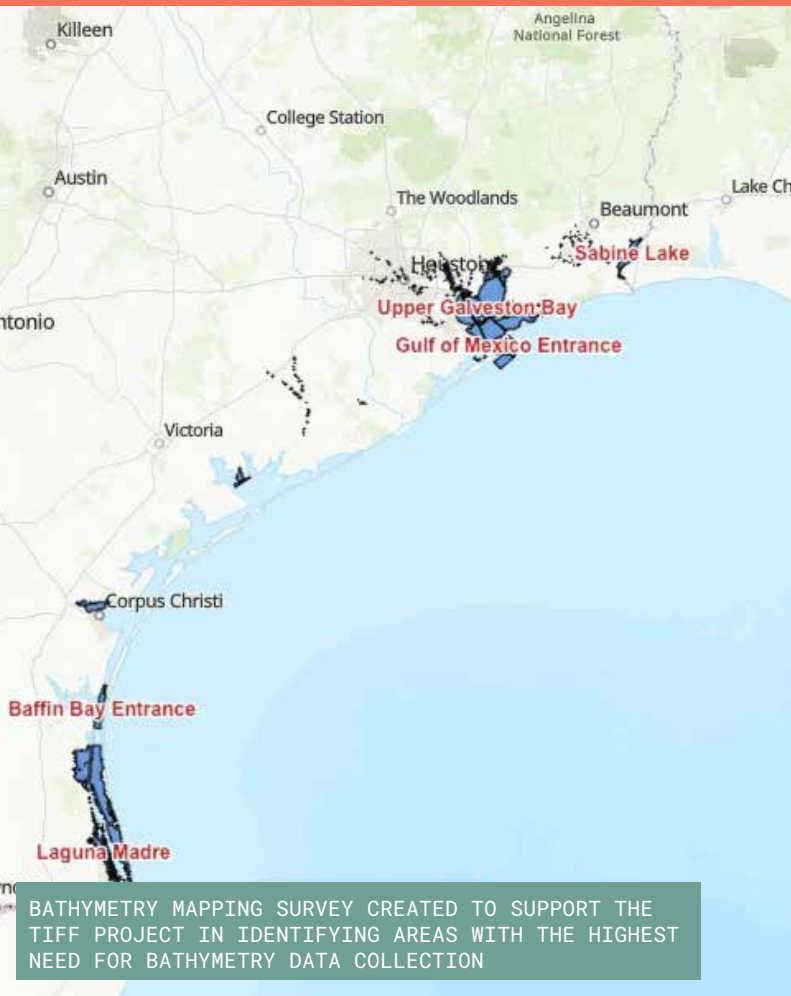 Killeen
Angelina
National Forest
College Station
Austin
The Woodlands
Lake Ch
Beaumont
Sabine Lake
Houston
Upper Galveston Bay
ntonio
Gulf of Mexico Entrance
Victoria
Corpus Christi
Baffin Bay Entrance
Laguna Madre
BATHYMETRY MAPPING SURVEY CREATED TO SUPPORT THE
TIFF PROJECT IN IDENTIFYING AREAS WITH THE HIGHEST
NEED FOR BATHYMETRY DATA COLLECTION